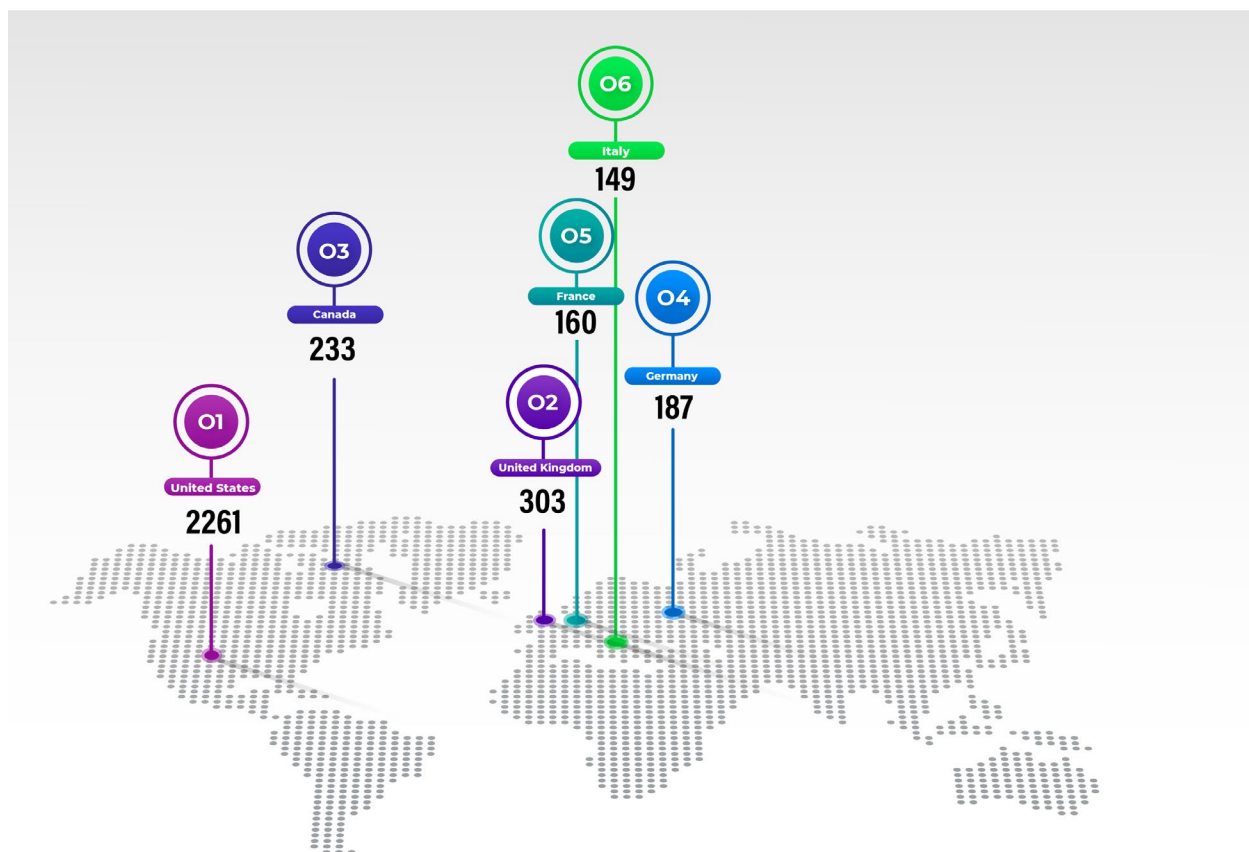 06
Italy
149
05
France
160
03
Canada
233
04
Germany
187
02
United Kingdom
303
01
United States
2261